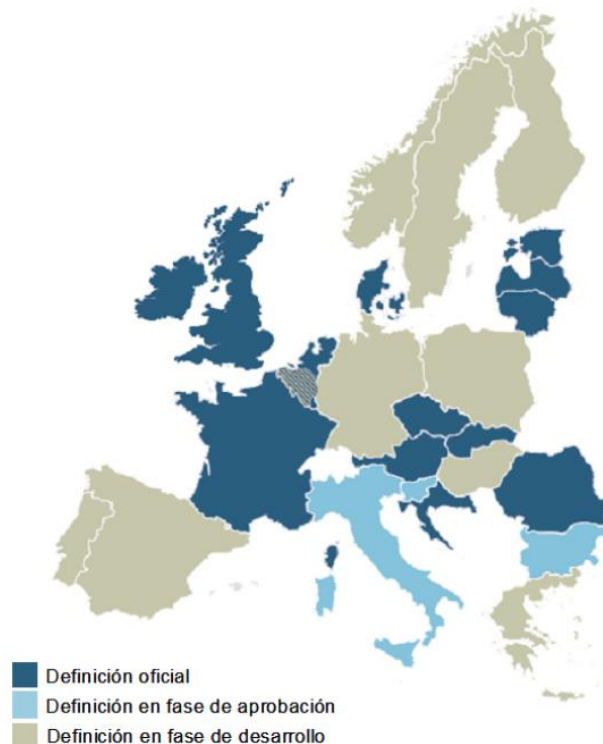 Definición oficial
Definición en fase de aprobación
Definición en fase de desarrollo